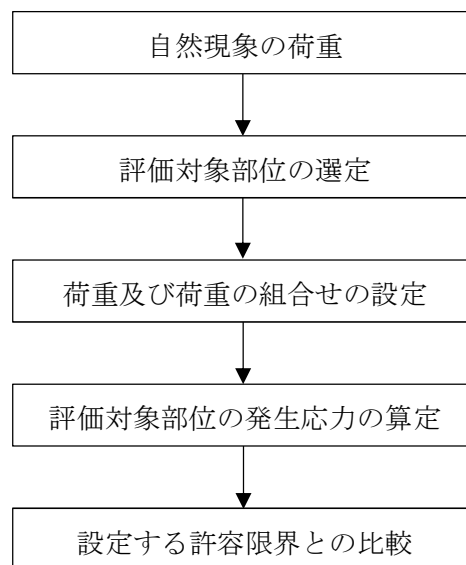 自然現象の荷重
評価対象部位の選定
荷重及び荷重の組合せの設定
評価対象部位の発生応力の算定
設定する許容限界との比較